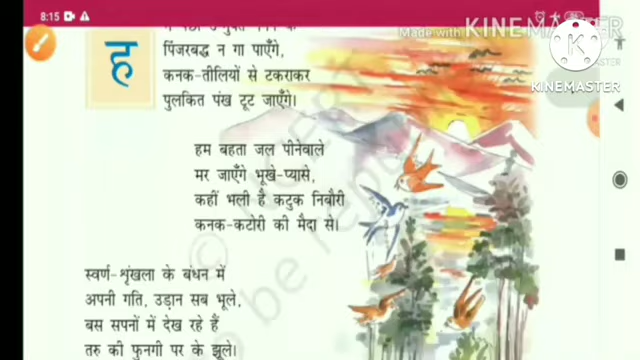 8:15
Made with KINEMASTER
KINEMASTER
ह
पिंजरबद्ध न गा पाएँगे,
कनक-तीलियों से टकराकर
पुलकित पंख टूट जाएँगे।
हम बहता जल पीनेवाले
मर जाएँगे भूखे-प्यासे,
कहीं भली है कटुक निबौरी
कनक-कटोरी की मैदा से।
स्वर्ण-शृंखला के बंधन में
अपनी गति, उड़ान सब भूले,
बस सपनों में देख रहे हैं
तरु की फुनगी पर के झूले।